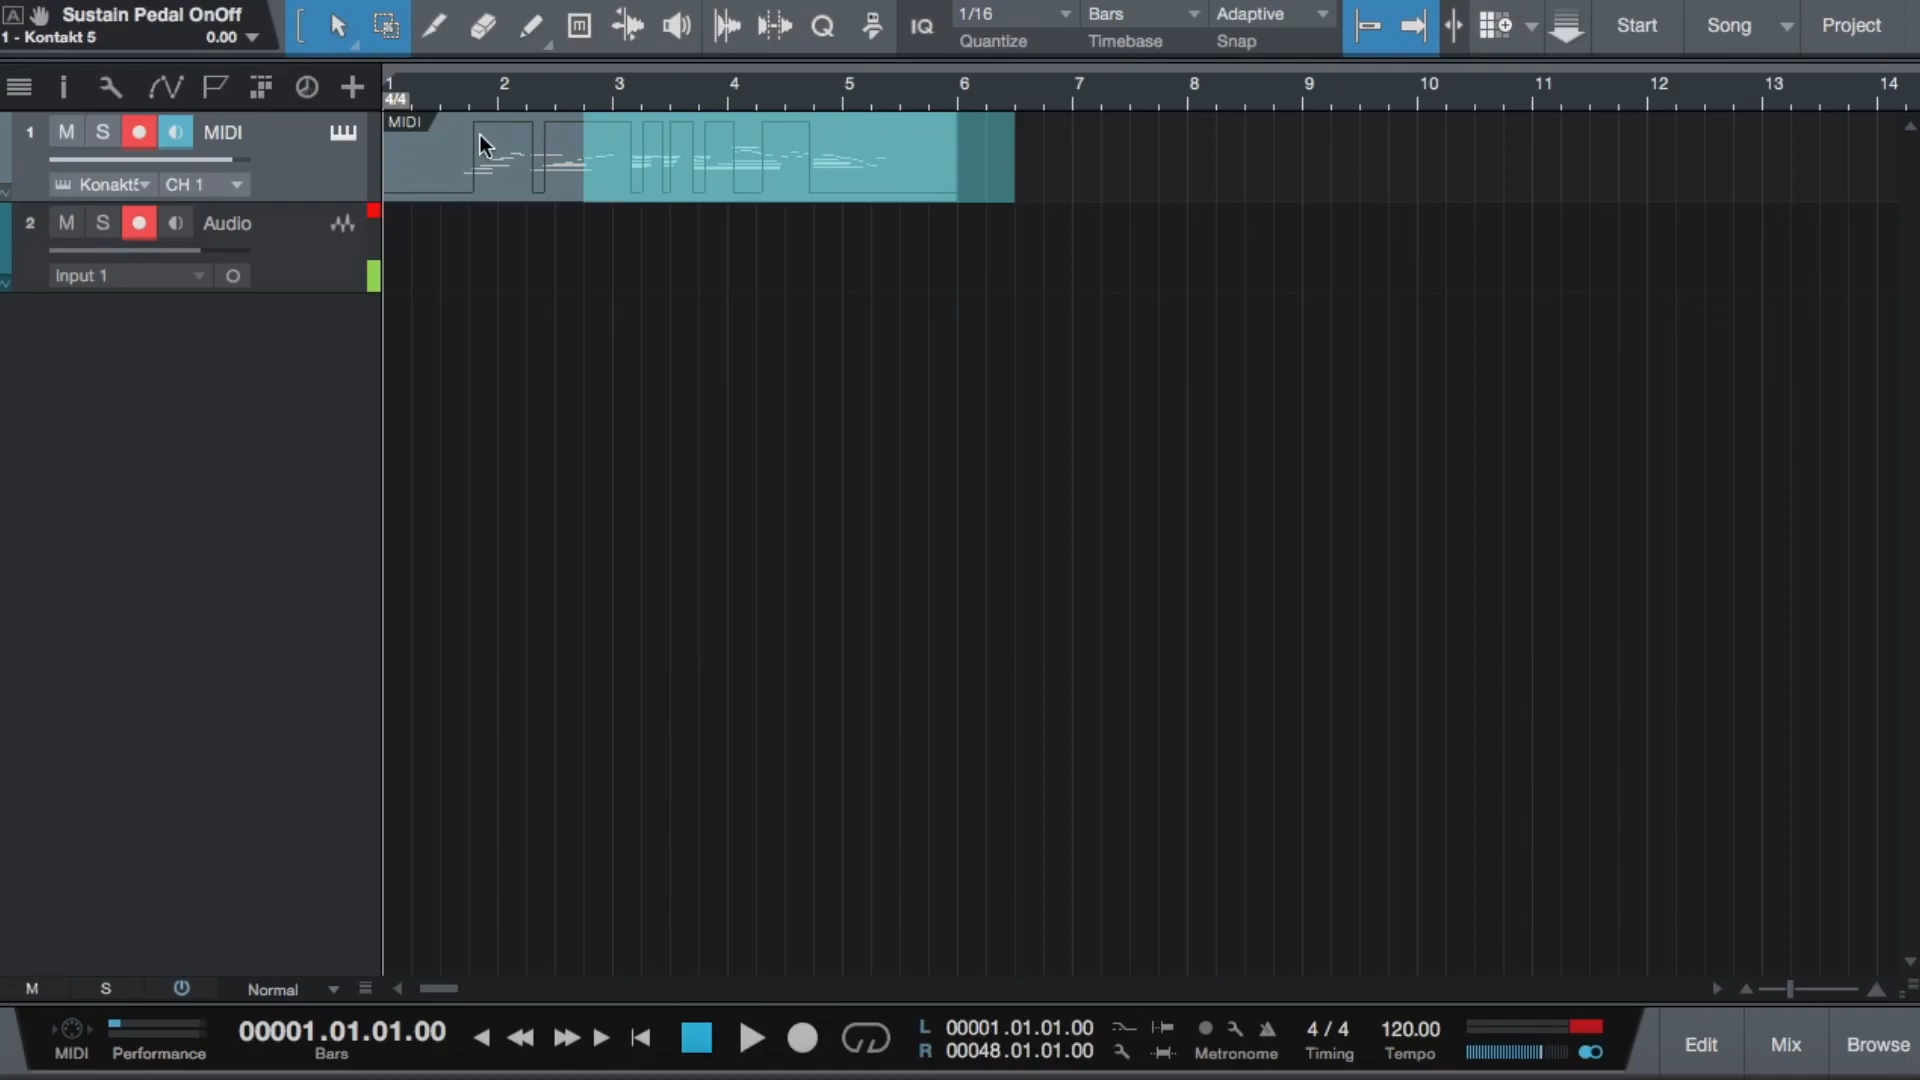 A Sustain Pedal OnOff
1 - Kontakt 5 0.00
IQ
1/16 Bars Adaptive
Quantize Timebase Snap
Start Song Project
1 2 3 4 5 6 7 8 9 10 11 12 13 14
4/4
1 M S MIDI
MIDI
CH 1
2 M S Audio
Input 1
M S Normal
MIDI Performance
00001.01.01.00
Bars
L 00001.01.01.00
R 00048.01.01.00
Metronome
4 / 4
Timing
120.00
Tempo
Edit Mix Browse